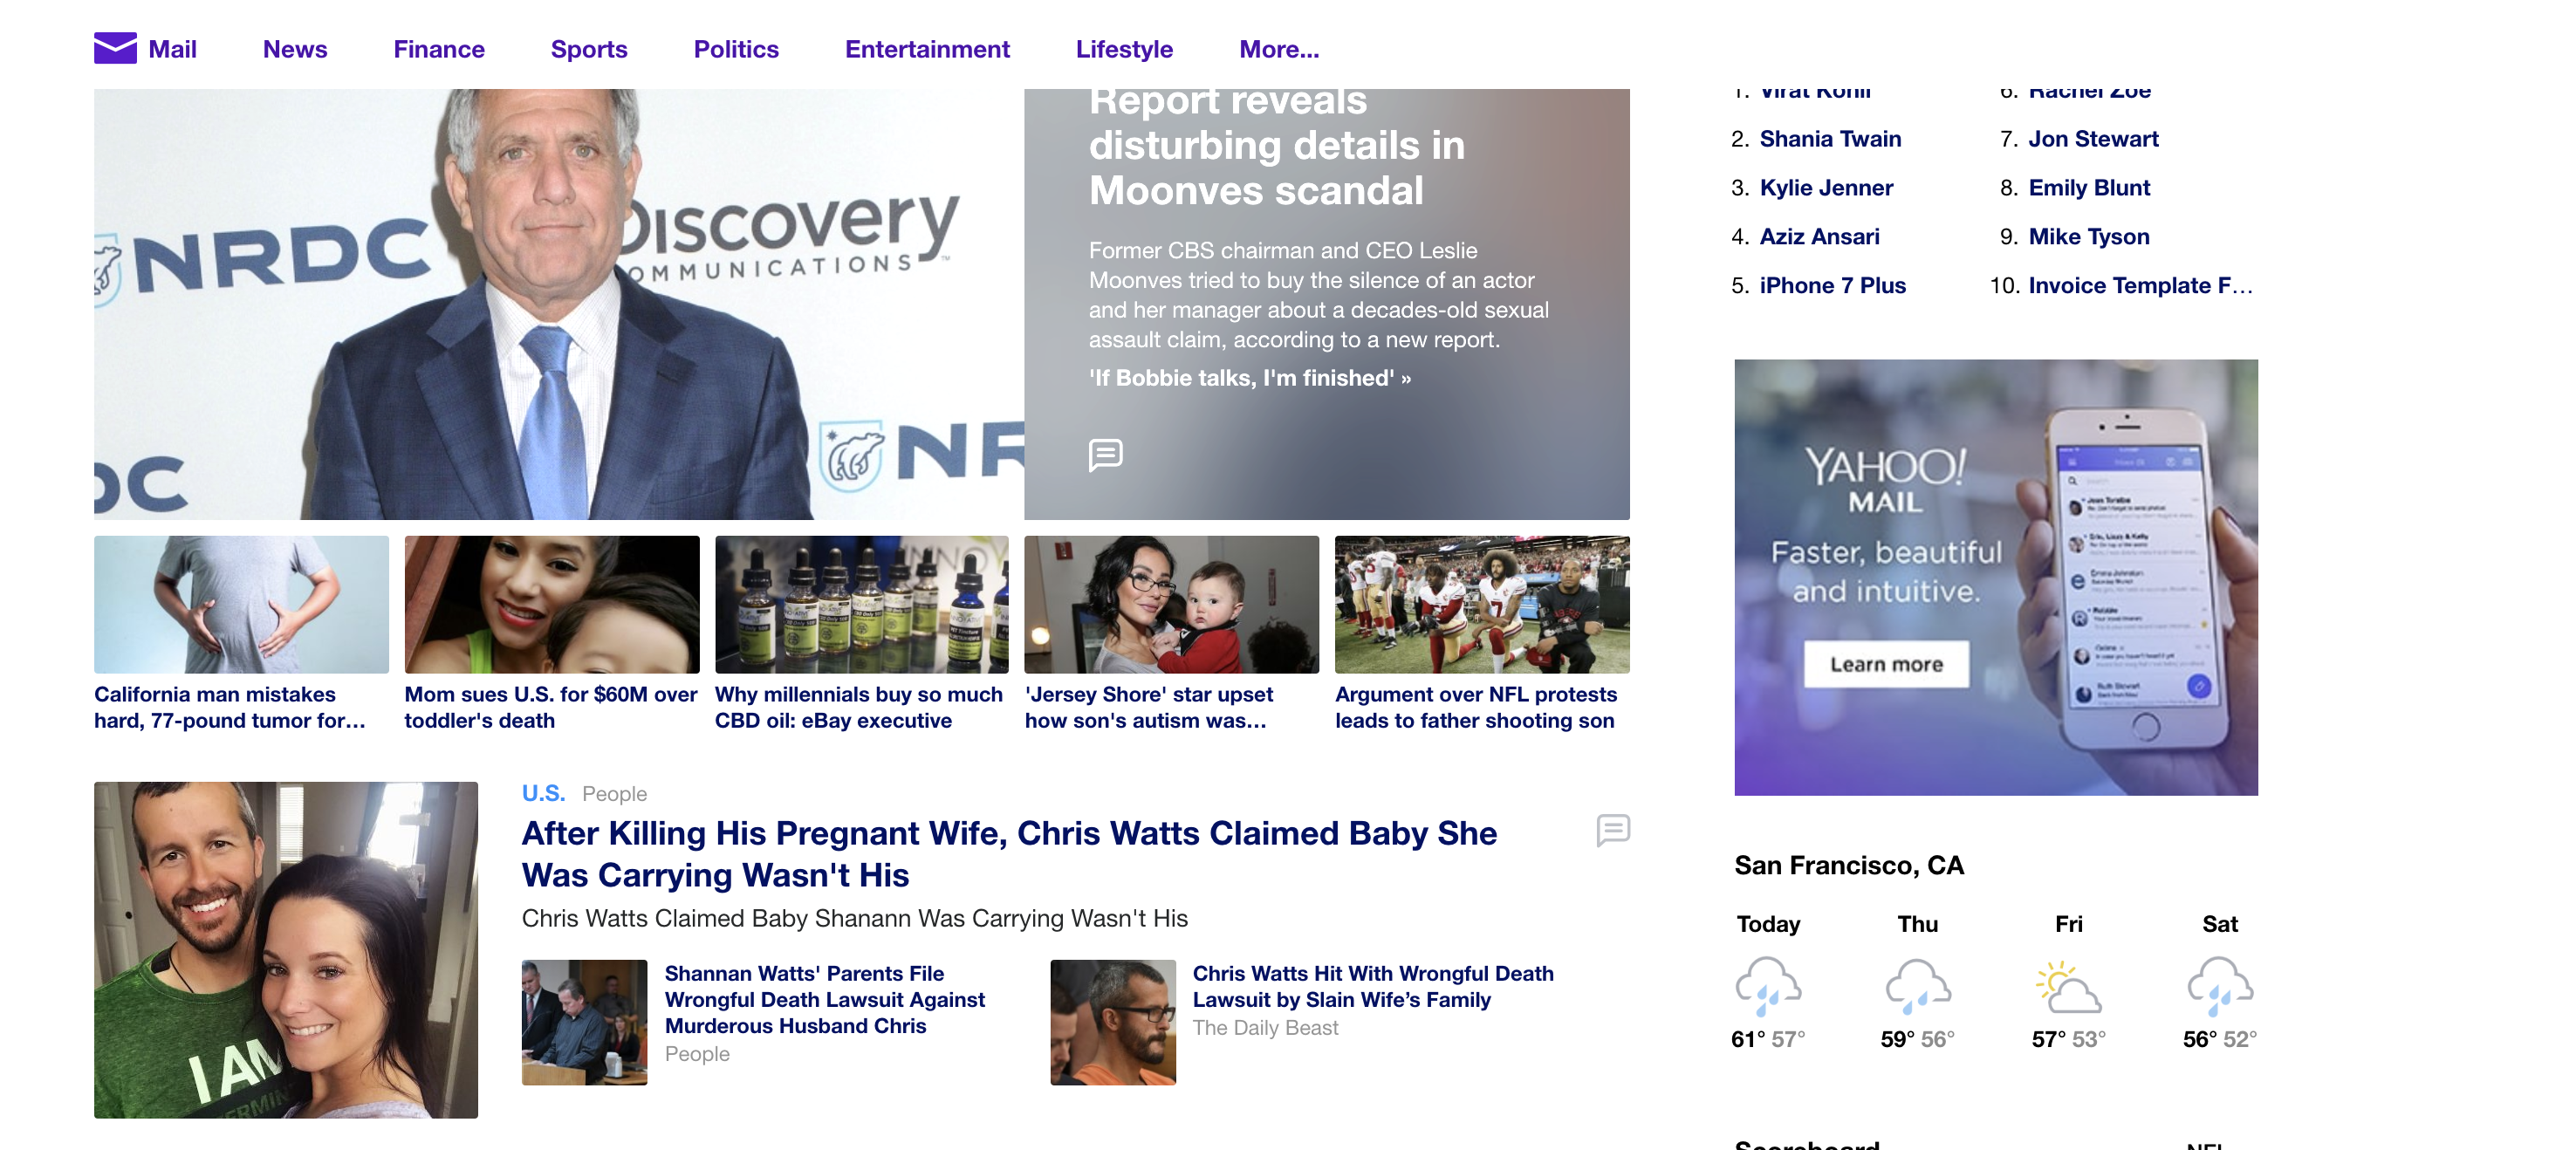 Mail News Finance Sports Politics Entertainment Lifestyle More...
NRDC
Discovery
COMMUNICATIONS
NR
DC
Report reveals
disturbing details in
Moonves scandal
Former CBS chairman and CEO Leslie
Moonves tried to buy the silence of an actor
and her manager about a decades-old sexual
assault claim, according to a new report.
'If Bobbie talks, I'm finished' »
California man mistakes
hard, 77-pound tumor for...
Mom sues U.S. for $60M over
toddler's death
Why millennials buy so much
CBD oil: eBay executive
'Jersey Shore' star upset
how son's autism was...
Argument over NFL protests
leads to father shooting son
U.S. People
After Killing His Pregnant Wife, Chris Watts Claimed Baby She
Was Carrying Wasn't His
Chris Watts Claimed Baby Shanann Was Carrying Wasn't His
I AM
Shannan Watts' Parents File
Wrongful Death Lawsuit Against
Murderous Husband Chris
People
Chris Watts Hit With Wrongful Death
Lawsuit by Slain Wife’s Family
The Daily Beast
1. Virat Kohli
2. Shania Twain
3. Kylie Jenner
4. Aziz Ansari
5. iPhone 7 Plus
6. Rachel Zoe
7. Jon Stewart
8. Emily Blunt
9. Mike Tyson
10. Invoice Template F...
YAHOO!
MAIL
Faster, beautiful
and intuitive.
Learn more
San Francisco, CA
Today Thu Fri Sat
61° 57° 59° 56° 57° 53° 56° 52°
Scoreboard NFL